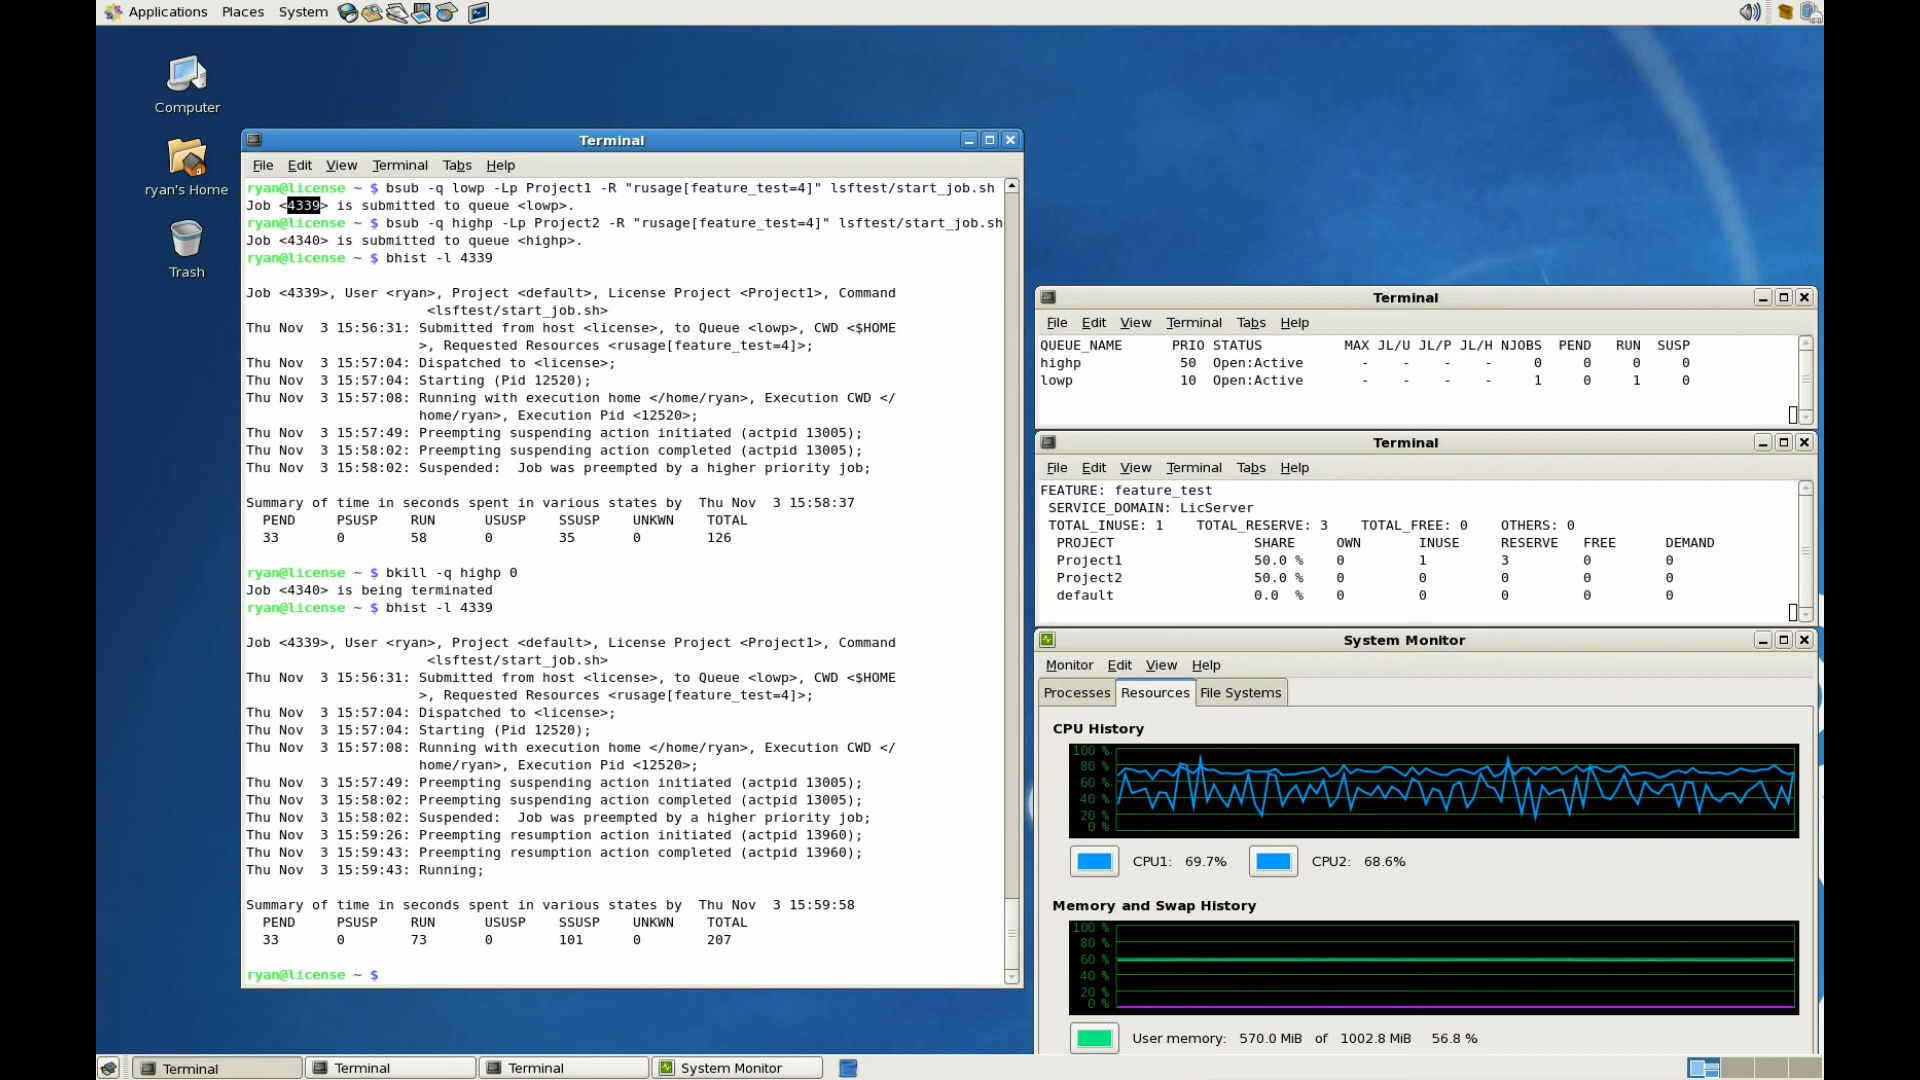 Applications Places System
Computer
ryan's Home
Trash
Terminal
File Edit View Terminal Tabs Help
ryan@license ~ $ bsub -q lowp -Lp Project1 -R "rusage[feature_test=4]" lsftest/start_job.sh
Job <4339> is submitted to queue <lowp>.
ryan@license ~ $ bsub -q highp -Lp Project2 -R "rusage[feature_test=4]" lsftest/start_job.sh
Job <4340> is submitted to queue <highp>.
ryan@license ~ $ bhist -l 4339
Job <4339>, User <ryan>, Project <default>, License Project <Project1>, Command
<lsftest/start_job.sh>
Thu Nov  3 15:56:31: Submitted from host <license>, to Queue <lowp>, CWD <$HOME
>, Requested Resources <rusage[feature_test=4]>;
Thu Nov  3 15:57:04: Dispatched to <license>;
Thu Nov  3 15:57:04: Starting (Pid 12520);
Thu Nov  3 15:57:08: Running with execution home </home/ryan>, Execution CWD </
home/ryan>, Execution Pid <12520>;
Thu Nov  3 15:57:49: Preempting suspending action initiated (actpid 13005);
Thu Nov  3 15:58:02: Preempting suspending action completed (actpid 13005);
Thu Nov  3 15:58:02: Suspended:  Job was preempted by a higher priority job;
Summary of time in seconds spent in various states by  Thu Nov  3 15:58:37
PEND PSUSP RUN USUSP SSUSP UNKWN TOTAL
33 0 58 0 35 0 126
ryan@license ~ $ bkill -q highp 0
Job <4340> is being terminated
ryan@license ~ $ bhist -l 4339
Job <4339>, User <ryan>, Project <default>, License Project <Project1>, Command
<lsftest/start_job.sh>
Thu Nov  3 15:56:31: Submitted from host <license>, to Queue <lowp>, CWD <$HOME
>, Requested Resources <rusage[feature_test=4]>;
Thu Nov  3 15:57:04: Dispatched to <license>;
Thu Nov  3 15:57:04: Starting (Pid 12520);
Thu Nov  3 15:57:08: Running with execution home </home/ryan>, Execution CWD </
home/ryan>, Execution Pid <12520>;
Thu Nov  3 15:57:49: Preempting suspending action initiated (actpid 13005);
Thu Nov  3 15:58:02: Preempting suspending action completed (actpid 13005);
Thu Nov  3 15:58:02: Suspended:  Job was preempted by a higher priority job;
Thu Nov  3 15:59:26: Preempting resumption action initiated (actpid 13960);
Thu Nov  3 15:59:43: Preempting resumption action completed (actpid 13960);
Thu Nov  3 15:59:43: Running;
Summary of time in seconds spent in various states by  Thu Nov  3 15:59:58
PEND PSUSP RUN USUSP SSUSP UNKWN TOTAL
33 0 73 0 101 0 207
ryan@license ~ $
Terminal
File Edit View Terminal Tabs Help
QUEUE_NAME PRIO STATUS MAX JL/U JL/P JL/H NJOBS PEND RUN SUSP
highp 50 Open:Active - - - - 0 0 0 0
lowp 10 Open:Active - - - - 1 0 1 0
Terminal
File Edit View Terminal Tabs Help
FEATURE: feature_test
SERVICE_DOMAIN: LicServer
TOTAL_INUSE: 1 TOTAL_RESERVE: 3 TOTAL_FREE: 0 OTHERS: 0
PROJECT SHARE OWN INUSE RESERVE FREE DEMAND
Project1 50.0 % 0 1 3 0 0
Project2 50.0 % 0 0 0 0 0
default 0.0 % 0 0 0 0 0
System Monitor
Monitor Edit View Help
Processes Resources File Systems
CPU History
100 %
80 %
60 %
40 %
20 %
0 %
CPU1: 69.7% CPU2: 68.6%
Memory and Swap History
100 %
80 %
60 %
40 %
20 %
0 %
User memory: 570.0 MiB of 1002.8 MiB 56.8 %
Terminal Terminal Terminal System Monitor